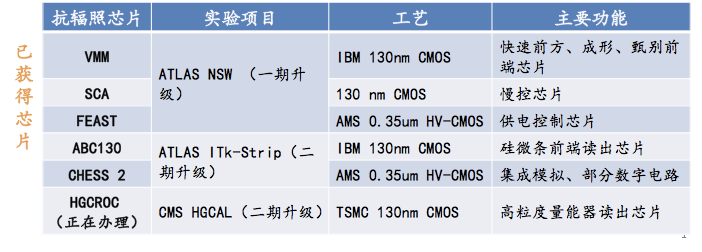 已获得芯片
抗辐照芯片 实验项目 工艺 主要功能
VMM ATLAS NSW （一期升级） IBM 130nm CMOS 快速前方、成形、甄别前端芯片
SCA 130 nm CMOS 慢控芯片
FEAST AMS 0.35um HV-CMOS 供电控制芯片
ABC130 ATLAS ITk-Strip（二期升级） IBM 130nm CMOS 硅微条前端读出芯片
CHESS 2 AMS 0.35um HV-CMOS 集成模拟、部分数字电路
HGCROC（正在办理） CMS HGCAL（二期升级） TSMC 130nm CMOS 高粒度量能器读出芯片